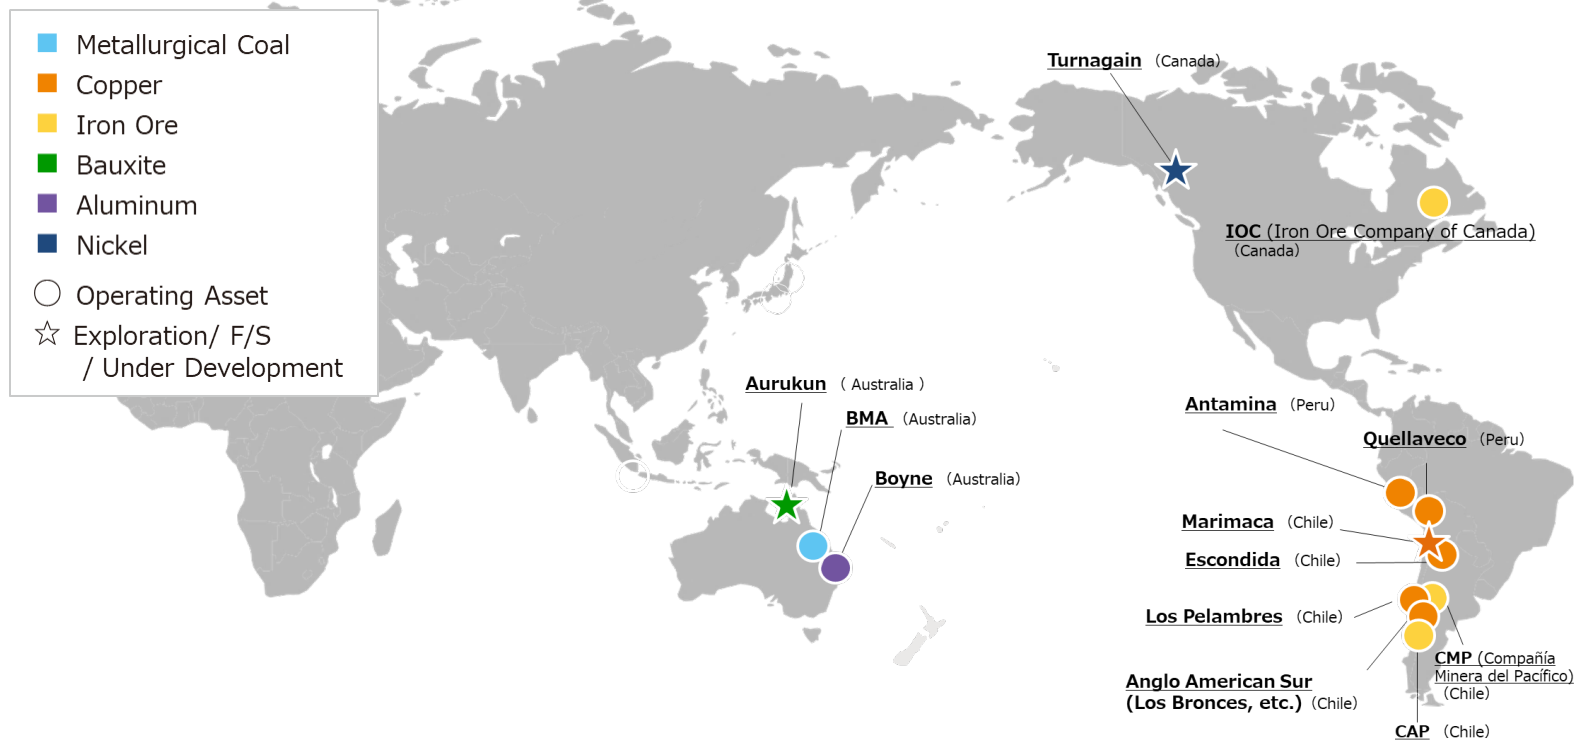 Metallurgical Coal
Copper
Iron Ore
Bauxite
Aluminum
Nickel
Operating Asset
Exploration/ F/S
/ Under Development
Turnagain （Canada）
IOC (Iron Ore Company of Canada)
（Canada）
Aurukun （ Australia ）
BMA （Australia）
Boyne （Australia）
Antamina （Peru）
Quellaveco （Peru）
Marimaca （Chile）
Escondida （Chile）
Los Pelambres （Chile）
Anglo American Sur
(Los Bronces, etc.) （Chile）
CMP (Compañía
Minera del Pacífico)
（Chile）
CAP （Chile）